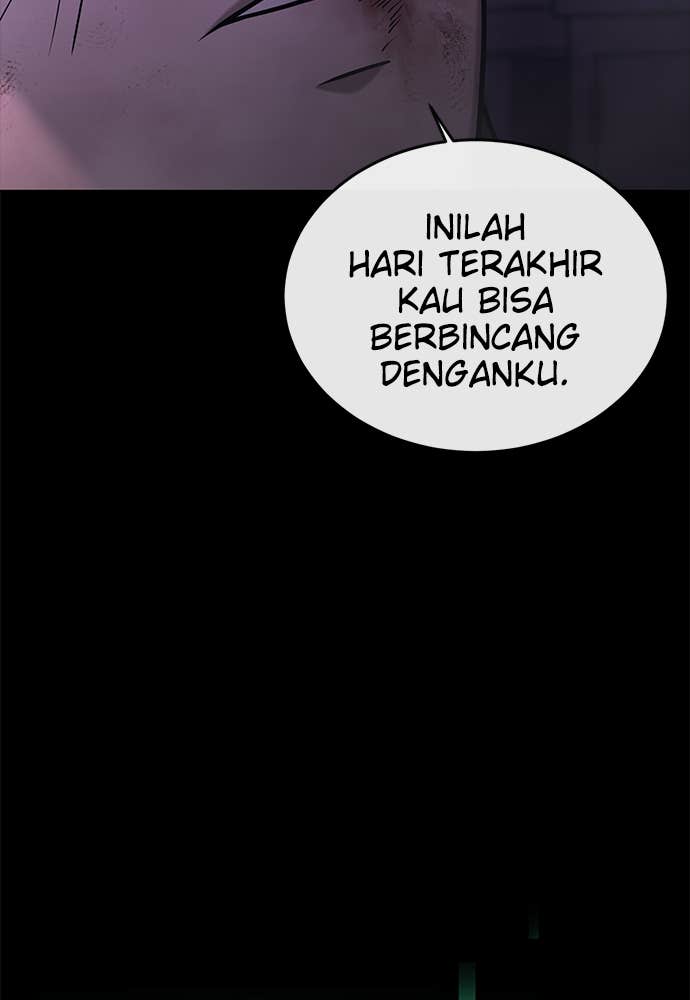 INILAH
HARI TERAKHIR
KAU BISA
BERBINCANG
DENGANKU.